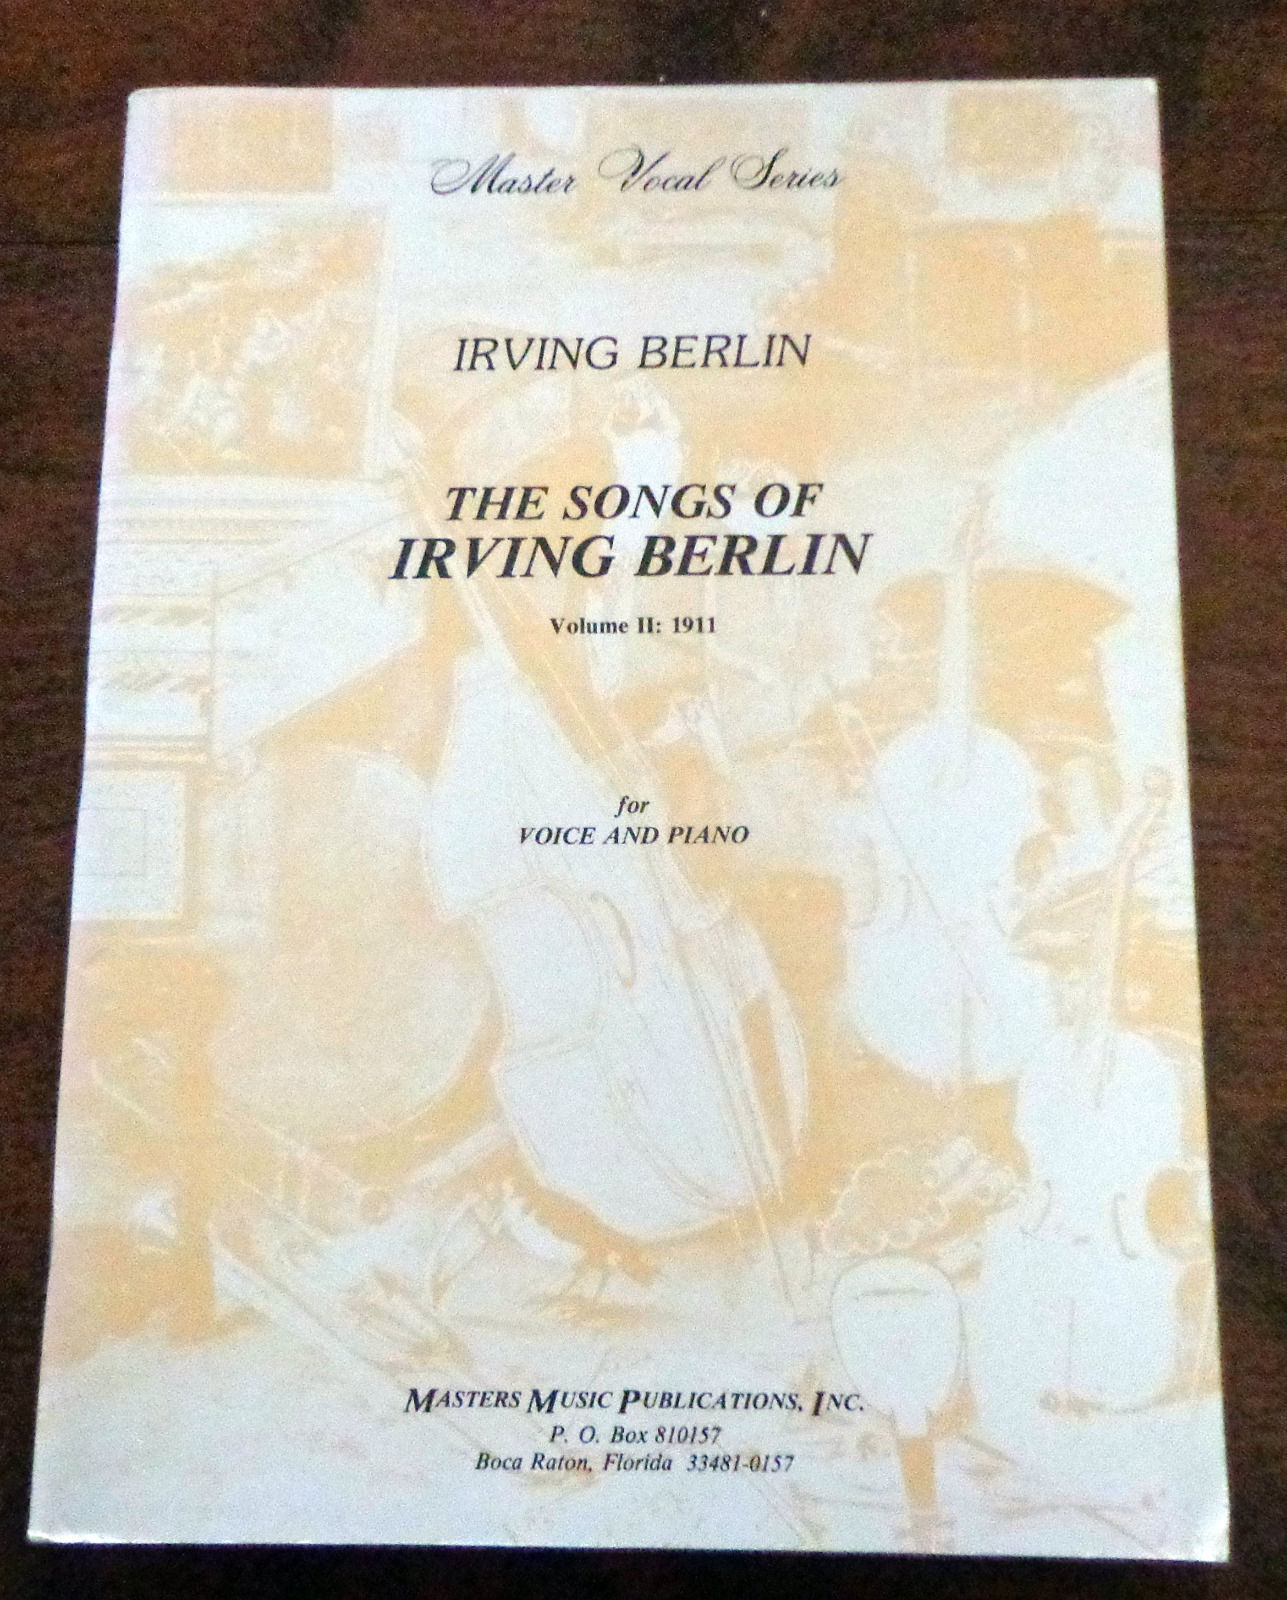 Master Vocal Series
IRVING BERLIN
THE SONGS OF
IRVING BERLIN
Volume II: 1911
for
VOICE AND PIANO
MASTERS MUSIC PUBLICATIONS, INC.
P. O. Box 810157
Boca Raton, Florida 33481-0157